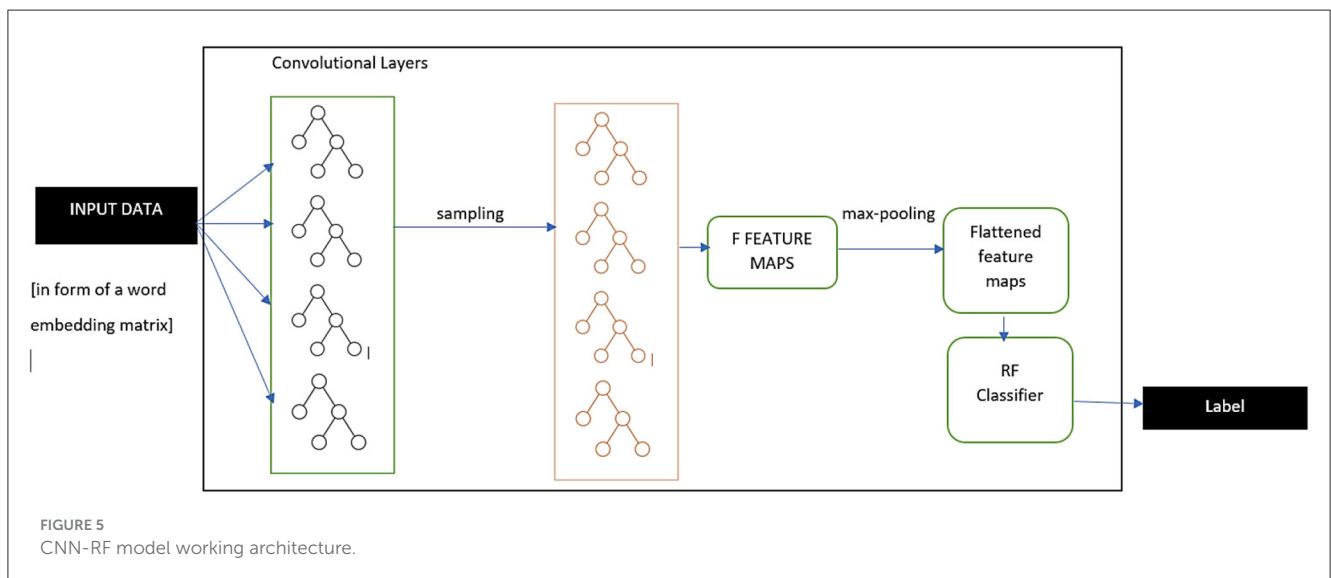 Convolutional Layers
INPUT DATA
[in form of a word
embedding matrix]
sampling
F FEATURE
MAPS
max-pooling
Flattened
feature
maps
RF
Classifier
Label
FIGURE 5
CNN-RF model working architecture.